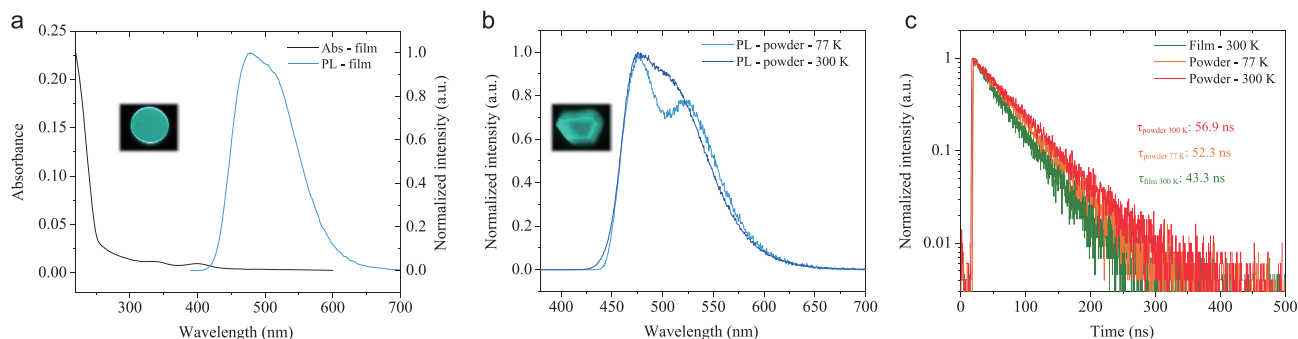 a
Abs - film
PL - film
Absorbance
0.25
0.20
0.15
0.10
0.05
0.00
300
400
500
600
700
Wavelength (nm)
1.0
0.8
0.6
0.4
0.2
0.0
Normalized intensity (a.u.)
b
PL - powder - 77 K
PL - powder - 300 K
Normalized intensity (a.u.)
1.0
0.8
0.6
0.4
0.2
0.0
400
450
500
550
600
650
700
Wavelength (nm)
c
Film - 300 K
Powder - 77 K
Powder - 300 K
Normalized intensity (a.u.)
1
0.1
0.01
τpowder 300 K: 56.9 ns
τpowder 77 K: 52.3 ns
τfilm 300 K: 43.3 ns
0
100
200
300
400
500
Time (ns)